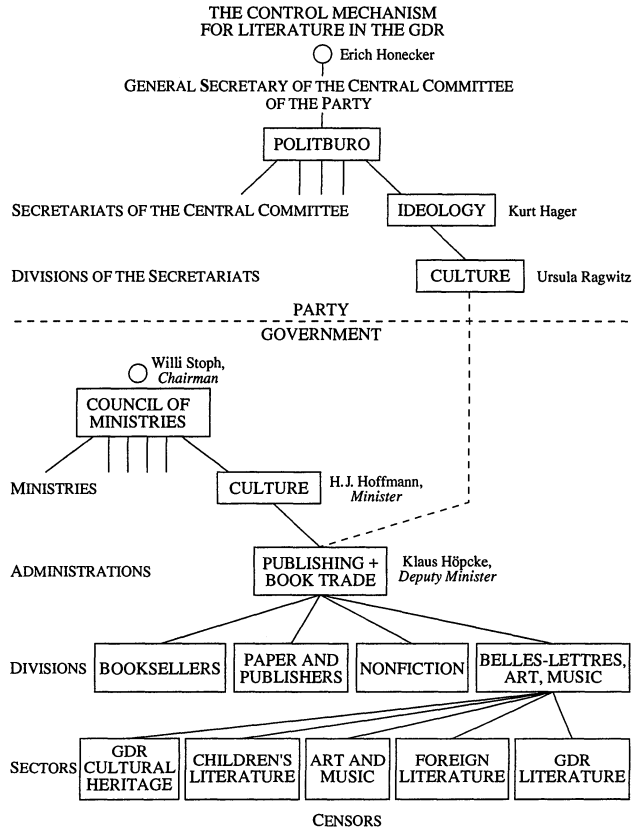 THE CONTROL MECHANISM
FOR LITERATURE IN THE GDR
Erich Honecker
GENERAL SECRETARY OF THE CENTRAL COMMITTEE
OF THE PARTY
POLITBURO
SECRETARIATS OF THE CENTRAL COMMITTEE
IDEOLOGY
Kurt Hager
DIVISIONS OF THE SECRETARIATS
CULTURE
Ursula Ragwitz
PARTY
GOVERNMENT
Willi Stoph,
Chairman
COUNCIL OF
MINISTRIES
MINISTRIES
CULTURE
H.J. Hoffmann,
Minister
ADMINISTRATIONS
PUBLISHING +
BOOK TRADE
Klaus Höpcke,
Deputy Minister
DIVISIONS
BOOKSELLERS
PAPER AND
PUBLISHERS
NONFICTION
BELLES-LETTRES,
ART, MUSIC
SECTORS
GDR
CULTURAL
HERITAGE
CHILDREN'S
LITERATURE
ART AND
MUSIC
FOREIGN
LITERATURE
GDR
LITERATURE
CENSORS